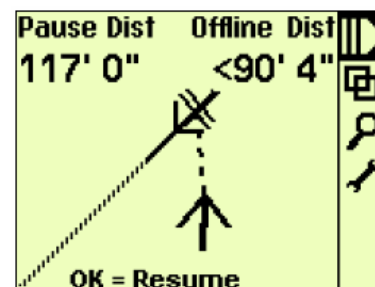 Pause Dist Offline Dist
117' 0" <90' 4"
OK = Resume